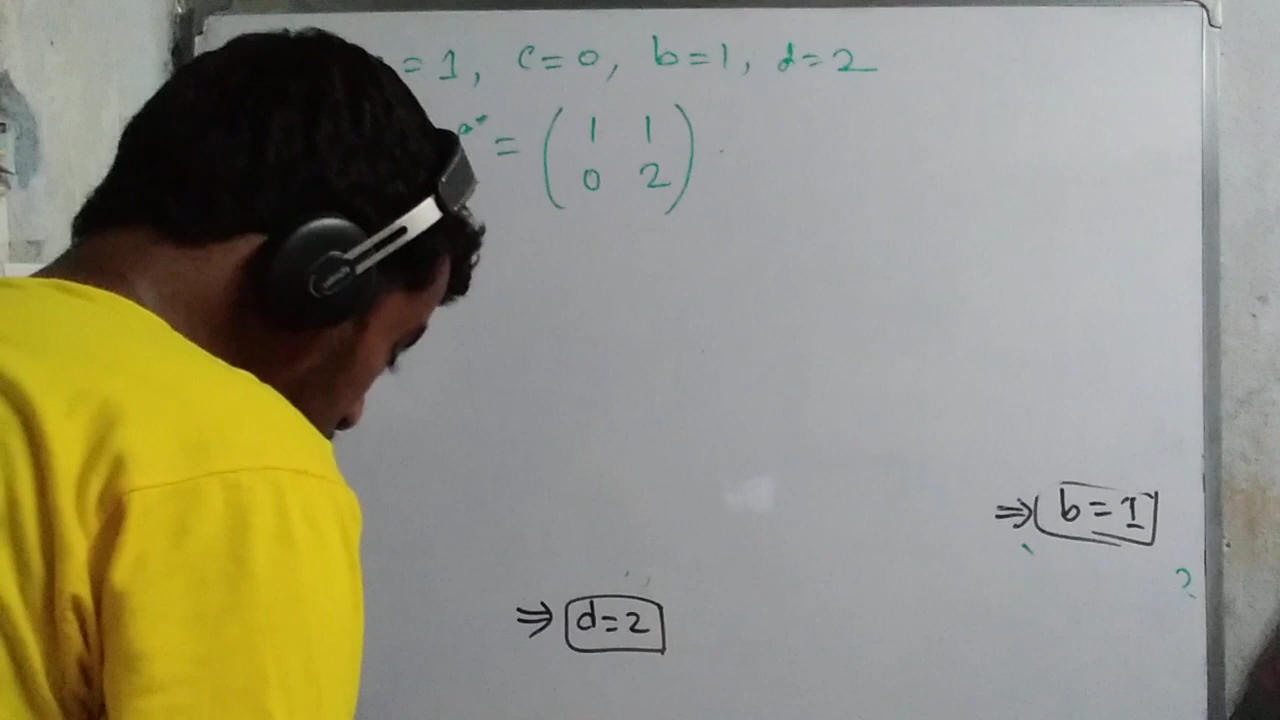 = 1, c = 0, b = 1, d = 2
= ( 1 1
0 2 )
⇒ b = 1
?
⇒ d = 2